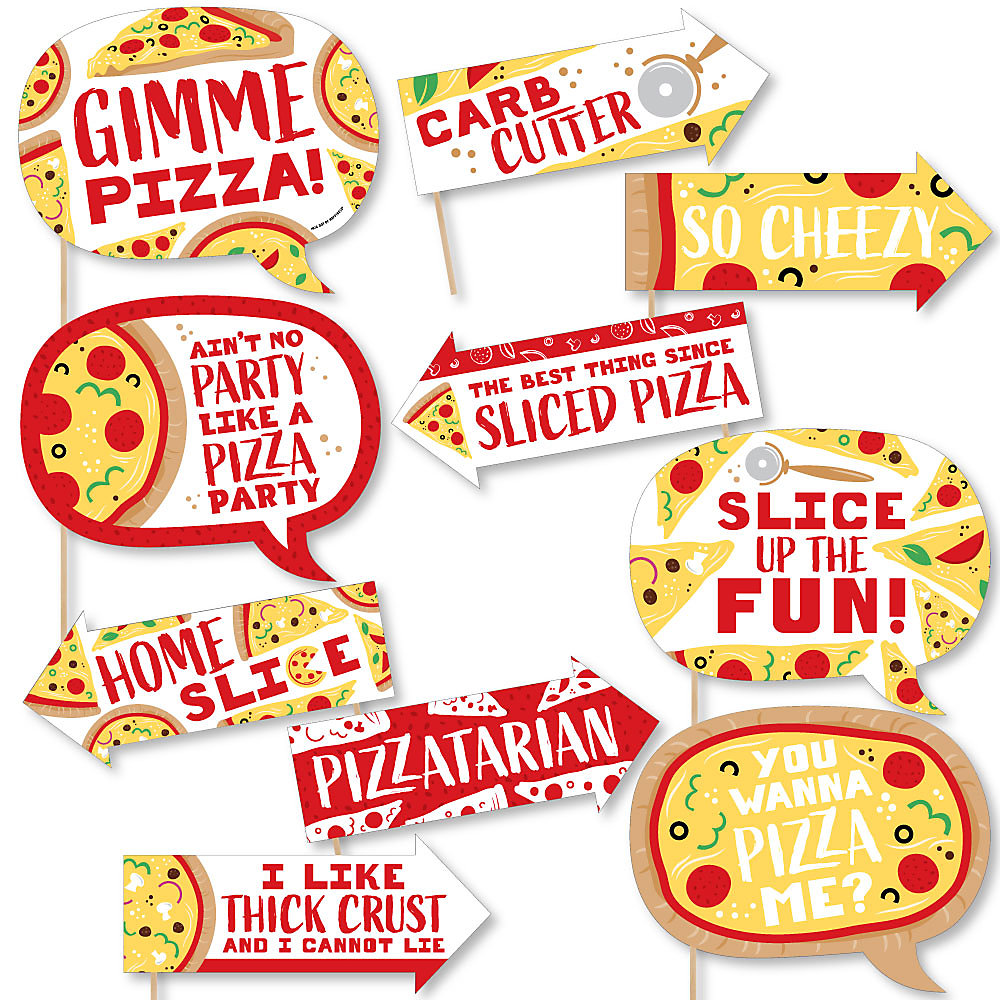 GIMME
PIZZA!
CARB
CUTTER
SO CHEEZY
AIN'T NO
PARTY
LIKE A
PIZZA
PARTY
THE BEST THING SINCE
SLICED PIZZA
SLICE
UP THE
FUN!
HOME
SLICE
PIZZATARIAN
YOU
WANNA
PIZZA
ME?
I LIKE
THICK CRUST
AND I CANNOT LIE